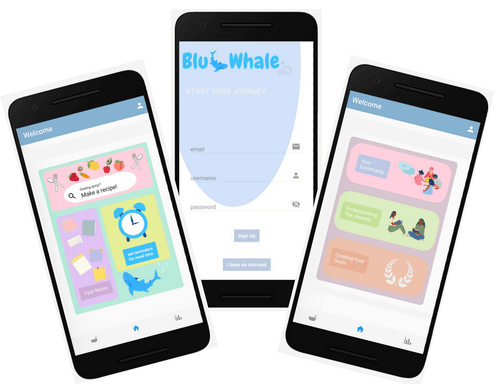 Welcome
Feeling spicy?
Make a recipe!
add reminders
for meal time
Your Notes
Blu Whale
START YOUR JOURNEY
email
username
password
Sign Up
I have an Account
Welcome
Your
Community
Understanding
The Journey
Creating Your
Goals